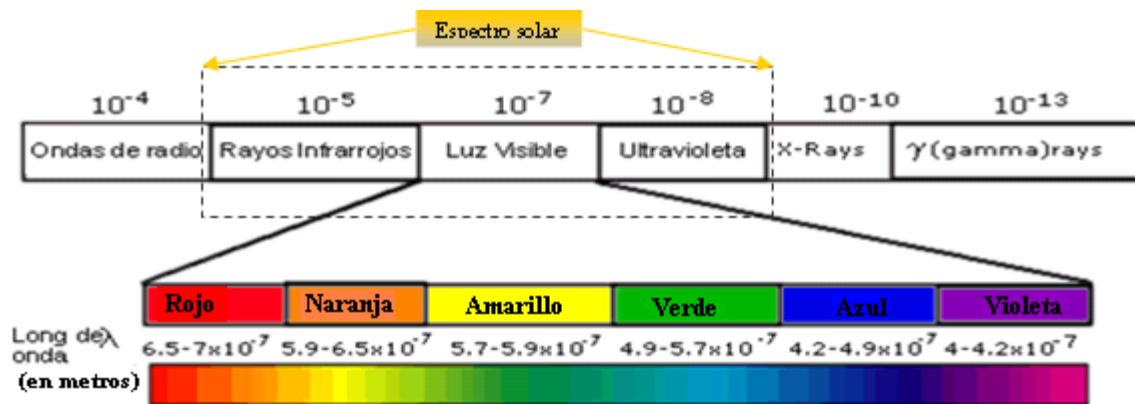 Espectro solar
10⁻⁴ 10⁻⁵ 10⁻⁷ 10⁻⁸ 10⁻¹⁰ 10⁻¹³
Ondas de radio Rayos Infrarrojos Luz Visible Ultravioleta X-Rays γ(gamma)rays
Rojo Naranja Amarillo Verde Azul Violeta
Long de λ
onda
6.5-7x10⁻⁷ 5.9-6.5x10⁻⁷ 5.7-5.9x10⁻⁷ 4.9-5.7x10⁻⁷ 4.2-4.9x10⁻⁷ 4-4.2x10⁻⁷
(en metros)